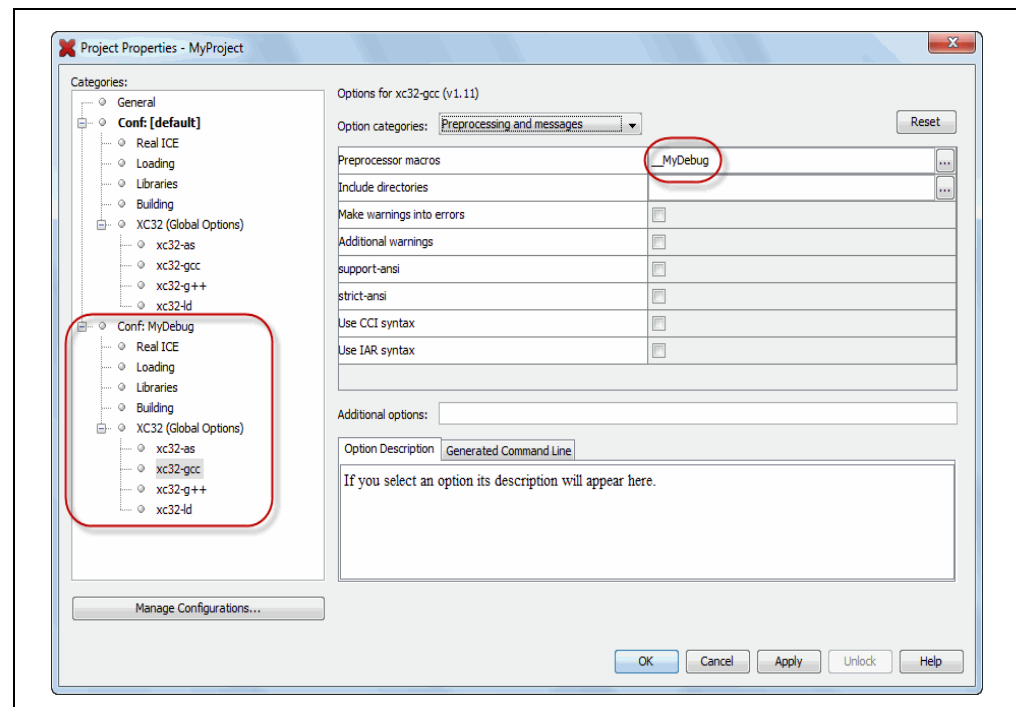 Project Properties - MyProject
Categories:
General
Conf: [default]
Real ICE
Loading
Libraries
Building
XC32 (Global Options)
xc32-as
xc32-gcc
xc32-g++
xc32-ld
Conf: MyDebug
Real ICE
Loading
Libraries
Building
XC32 (Global Options)
xc32-as
xc32-gcc
xc32-g++
xc32-ld
Manage Configurations...
Options for xc32-gcc (v1.11)
Option categories: Preprocessing and messages Reset
Preprocessor macros __MyDebug ...
Include directories ...
Make warnings into errors
Additional warnings
support-ansi
strict-ansi
Use CCI syntax
Use IAR syntax
Additional options:
Option Description Generated Command Line
If you select an option its description will appear here.
OK Cancel Apply Unlock Help